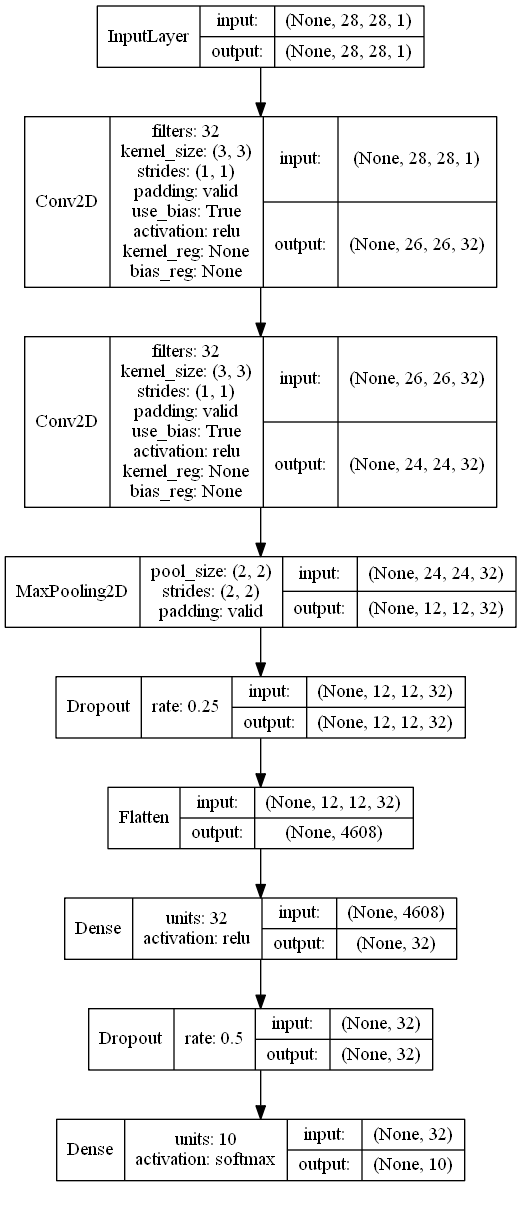 InputLayer
input:
(None, 28, 28, 1)
output:
(None, 28, 28, 1)
Conv2D
filters: 32
kernel_size: (3, 3)
strides: (1, 1)
padding: valid
use_bias: True
activation: relu
kernel_reg: None
bias_reg: None
input:
(None, 28, 28, 1)
output:
(None, 26, 26, 32)
Conv2D
filters: 32
kernel_size: (3, 3)
strides: (1, 1)
padding: valid
use_bias: True
activation: relu
kernel_reg: None
bias_reg: None
input:
(None, 26, 26, 32)
output:
(None, 24, 24, 32)
MaxPooling2D
pool_size: (2, 2)
strides: (2, 2)
padding: valid
input:
(None, 24, 24, 32)
output:
(None, 12, 12, 32)
Dropout
rate: 0.25
input:
(None, 12, 12, 32)
output:
(None, 12, 12, 32)
Flatten
input:
(None, 12, 12, 32)
output:
(None, 4608)
Dense
units: 32
activation: relu
input:
(None, 4608)
output:
(None, 32)
Dropout
rate: 0.5
input:
(None, 32)
output:
(None, 32)
Dense
units: 10
activation: softmax
input:
(None, 32)
output:
(None, 10)